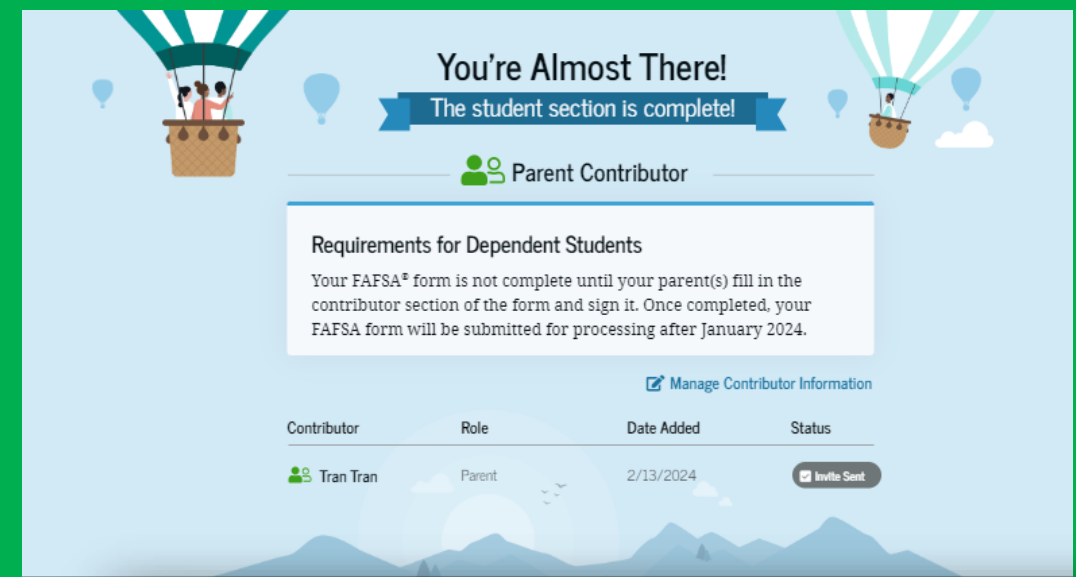 You're Almost There!
The student section is complete!
Parent Contributor
Requirements for Dependent Students
Your FAFSA® form is not complete until your parent(s) fill in the
contributor section of the form and sign it. Once completed, your
FAFSA form will be submitted for processing after January 2024.
Manage Contributor Information
Contributor Role Date Added Status
Tran Tran Parent 2/13/2024 Invite Sent